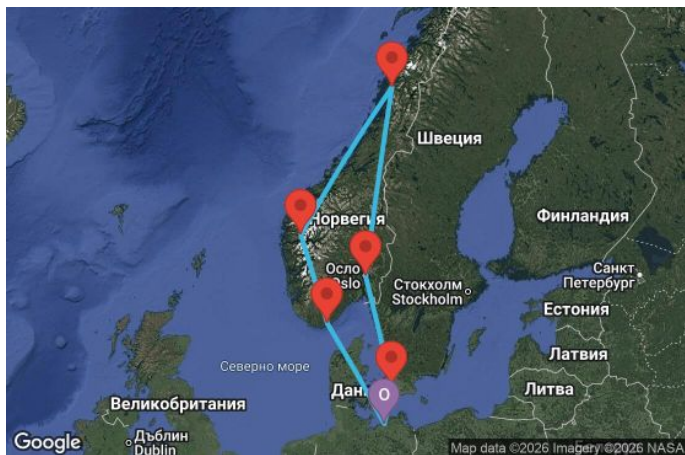 Швеция
Норвегия
Финландия
Осло
Oslo
Стокхолм
Stockholm
Санкт
Петербург
Естония
Северно море
Латвия
Дан
Литва
Великобритания
O
Дъблин
Dublin
Google
Map data ©2026 Imagery ©2026 NASA